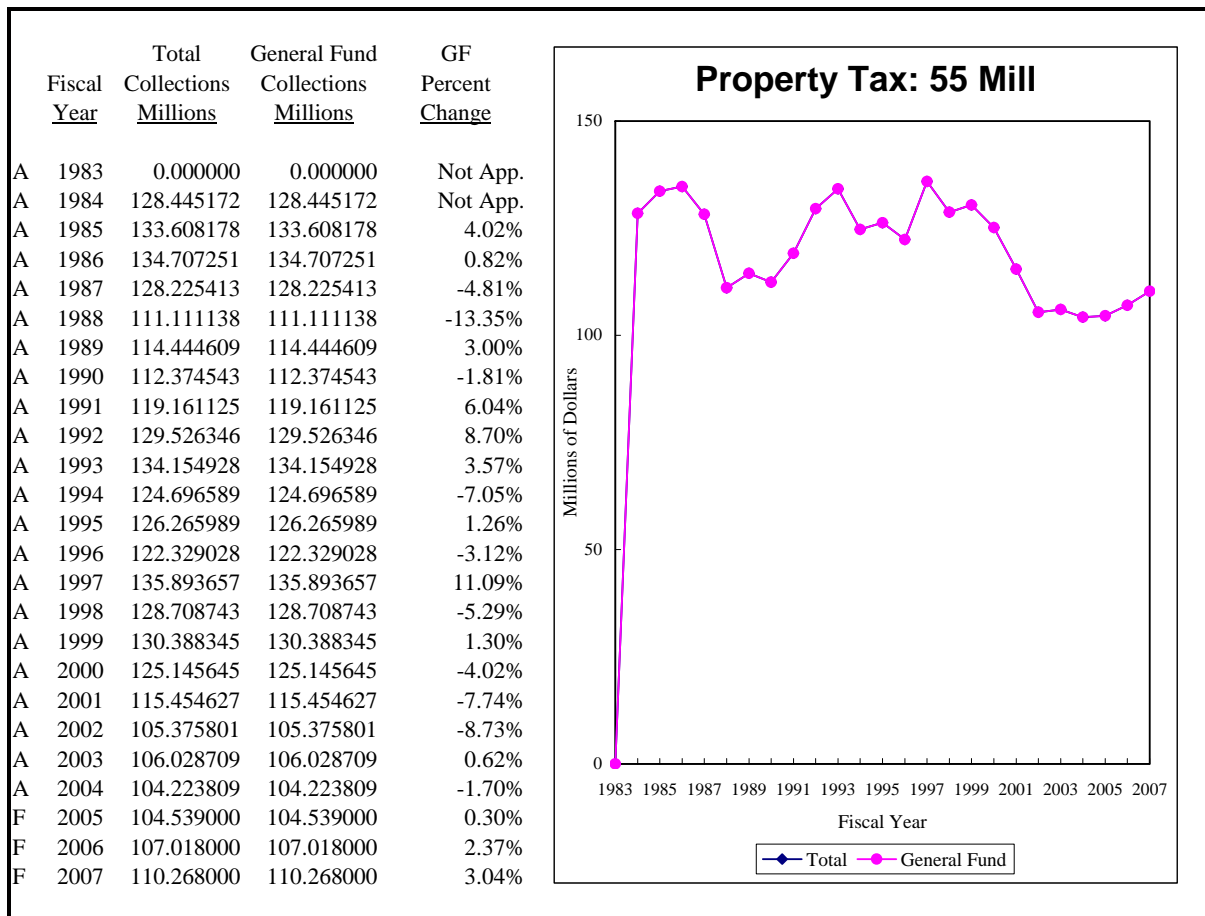 Total General Fund GF
Fiscal Collections Collections Percent
Year Millions Millions Change
A 1983 0.000000 0.000000 Not App.
A 1984 128.445172 128.445172 Not App.
A 1985 133.608178 133.608178 4.02%
A 1986 134.707251 134.707251 0.82%
A 1987 128.225413 128.225413 -4.81%
A 1988 111.111138 111.111138 -13.35%
A 1989 114.444609 114.444609 3.00%
A 1990 112.374543 112.374543 -1.81%
A 1991 119.161125 119.161125 6.04%
A 1992 129.526346 129.526346 8.70%
A 1993 134.154928 134.154928 3.57%
A 1994 124.696589 124.696589 -7.05%
A 1995 126.265989 126.265989 1.26%
A 1996 122.329028 122.329028 -3.12%
A 1997 135.893657 135.893657 11.09%
A 1998 128.708743 128.708743 -5.29%
A 1999 130.388345 130.388345 1.30%
A 2000 125.145645 125.145645 -4.02%
A 2001 115.454627 115.454627 -7.74%
A 2002 105.375801 105.375801 -8.73%
A 2003 106.028709 106.028709 0.62%
A 2004 104.223809 104.223809 -1.70%
F 2005 104.539000 104.539000 0.30%
F 2006 107.018000 107.018000 2.37%
F 2007 110.268000 110.268000 3.04%
Property Tax: 55 Mill
150
100
50
0
Millions of Dollars
1983 1985 1987 1989 1991 1993 1995 1997 1999 2001 2003 2005 2007
Fiscal Year
Total General Fund